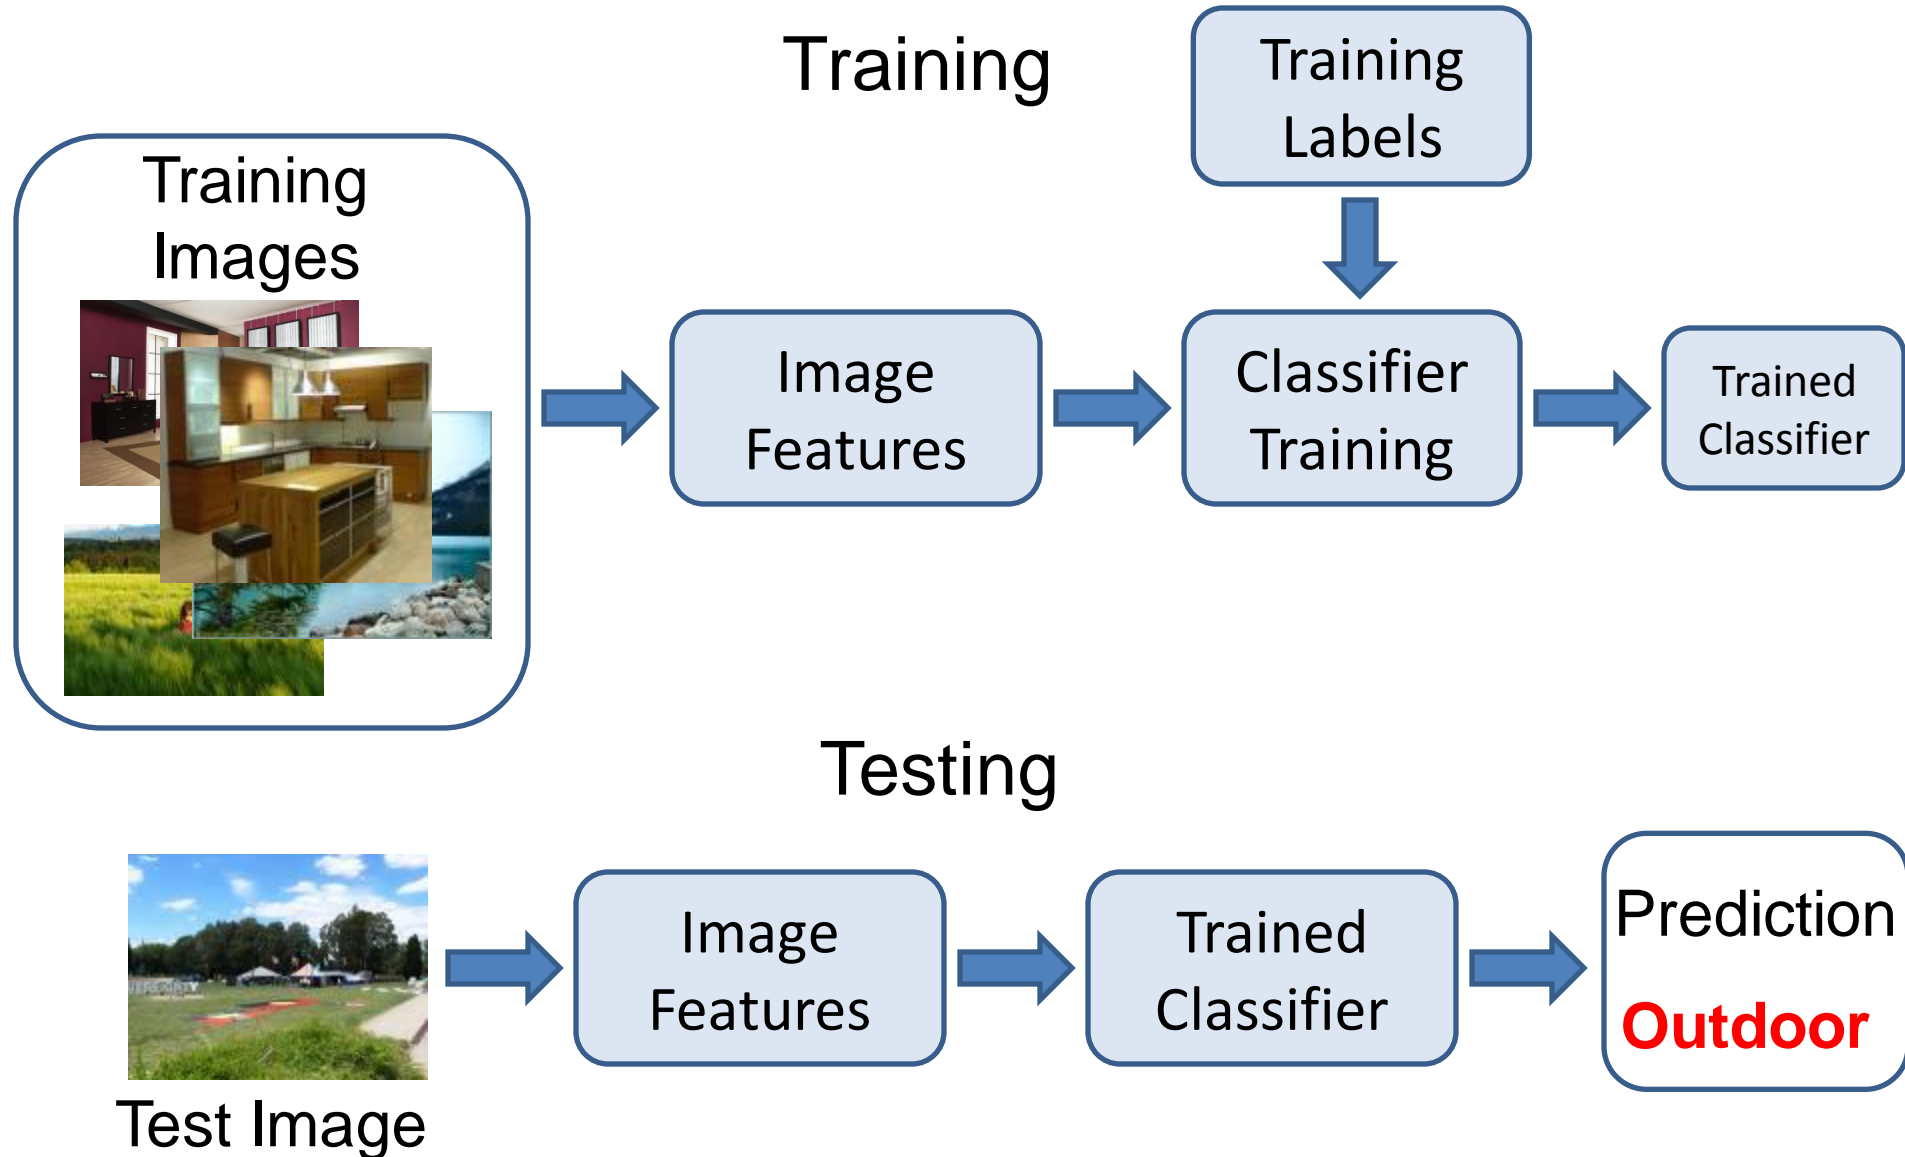 Training
Training
Labels
Training
Images
Image
Features
Classifier
Training
Trained
Classifier
Testing
Image
Features
Trained
Classifier
Prediction
Outdoor
Test Image